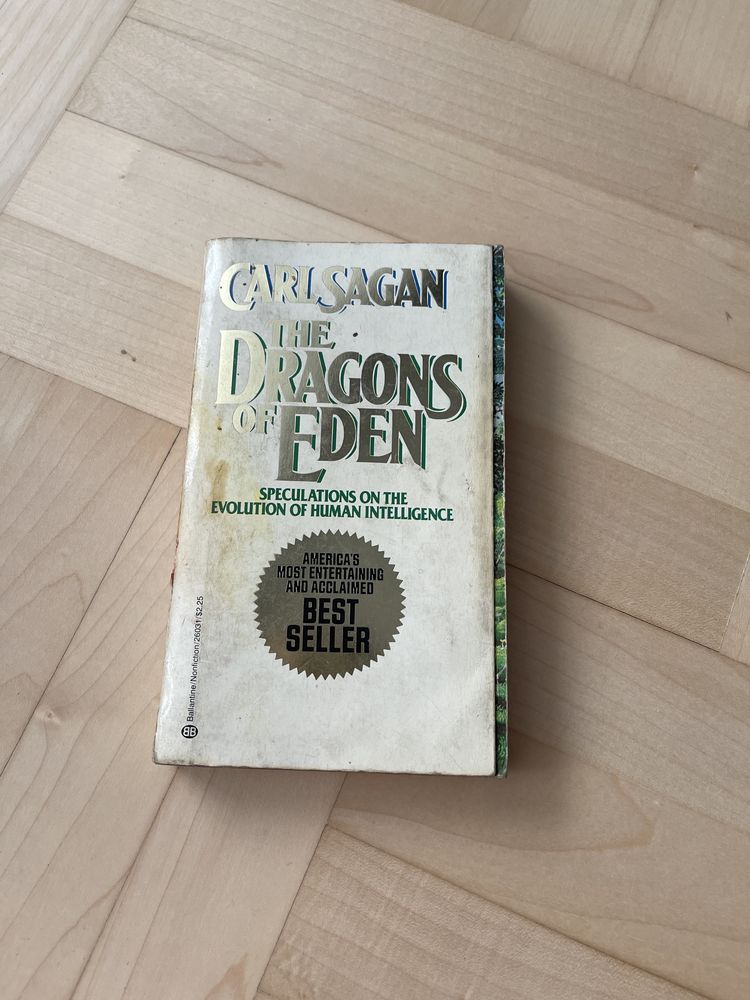 CARL SAGAN
THE
DRAGONS
OF EDEN
SPECULATIONS ON THE
EVOLUTION OF HUMAN INTELLIGENCE
AMERICA'S
MOST ENTERTAINING
AND ACCLAIMED
BEST
SELLER
BB Ballantine/Nonfiction/26031/$2.25